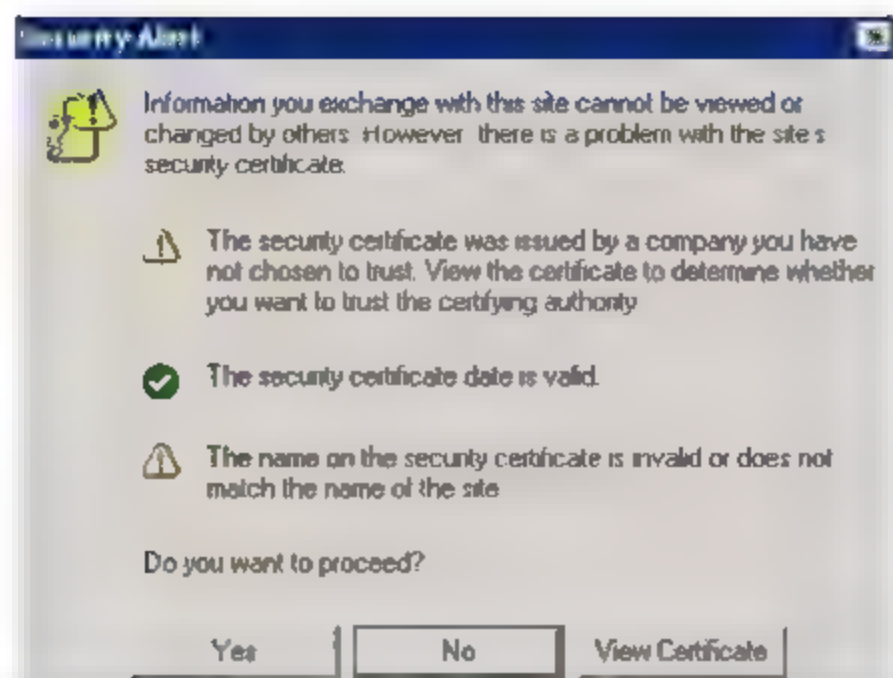 Security Alert
Information you exchange with this site cannot be viewed or
changed by others. However, there is a problem with the site's
security certificate.
The security certificate was issued by a company you have
not chosen to trust. View the certificate to determine whether
you want to trust the certifying authority.
The security certificate date is valid.
The name on the security certificate is invalid or does not
match the name of the site
Do you want to proceed?
Yes
No
View Certificate